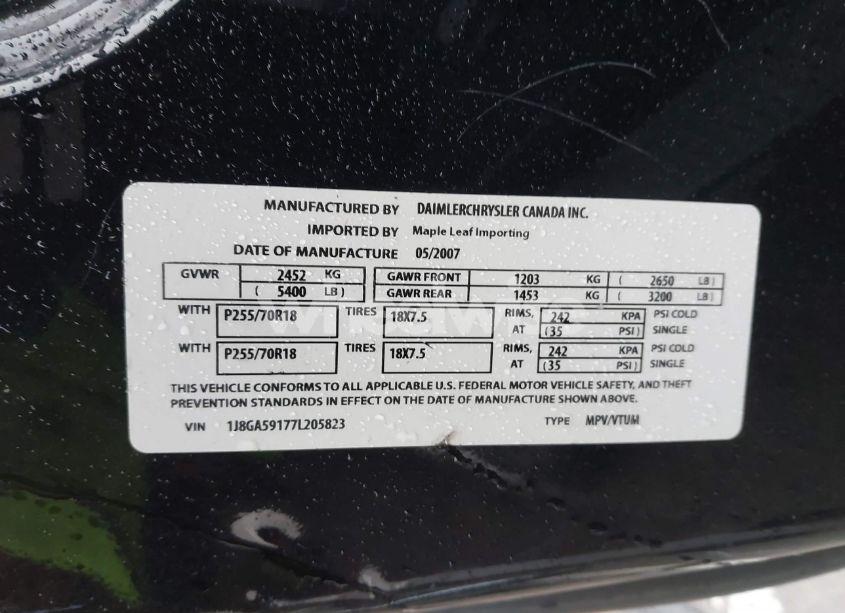 MANUFACTURED BY DAIMLERCHRYSLER CANADA INC.
IMPORTED BY Maple Leaf Importing
DATE OF MANUFACTURE 05/2007
GVWR 2452 KG GAWR FRONT 1203 KG ( 2650 LB )
( 5400 LB ) GAWR REAR 1453 KG ( 3200 LB )
WITH P255/70R18 TIRES 18X7.5 RIMS, 242 KPA PSI COLD
AT (35 PSI) SINGLE
WITH P255/70R18 TIRES 18X7.5 RIMS, 242 KPA PSI COLD
AT (35 PSI) SINGLE
THIS VEHICLE CONFORMS TO ALL APPLICABLE U.S. FEDERAL MOTOR VEHICLE SAFETY, AND THEFT
PREVENTION STANDARDS IN EFFECT ON THE DATE OF MANUFACTURE SHOWN ABOVE.
VIN 1J8GA59177L205823 TYPE MPV/VTUM